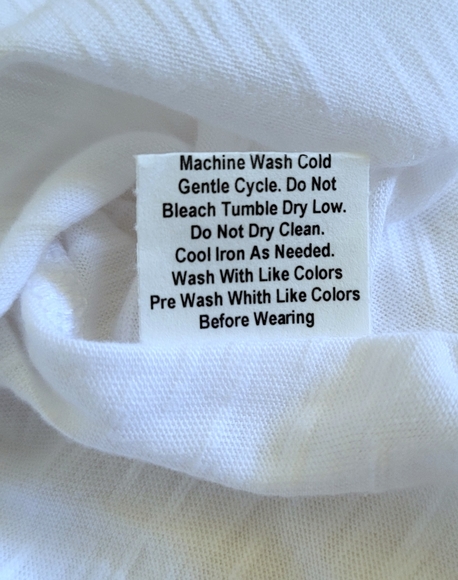 Machine Wash Cold
Gentle Cycle. Do Not
Bleach Tumble Dry Low.
Do Not Dry Clean.
Cool Iron As Needed.
Wash With Like Colors
Pre Wash Whith Like Colors
Before Wearing